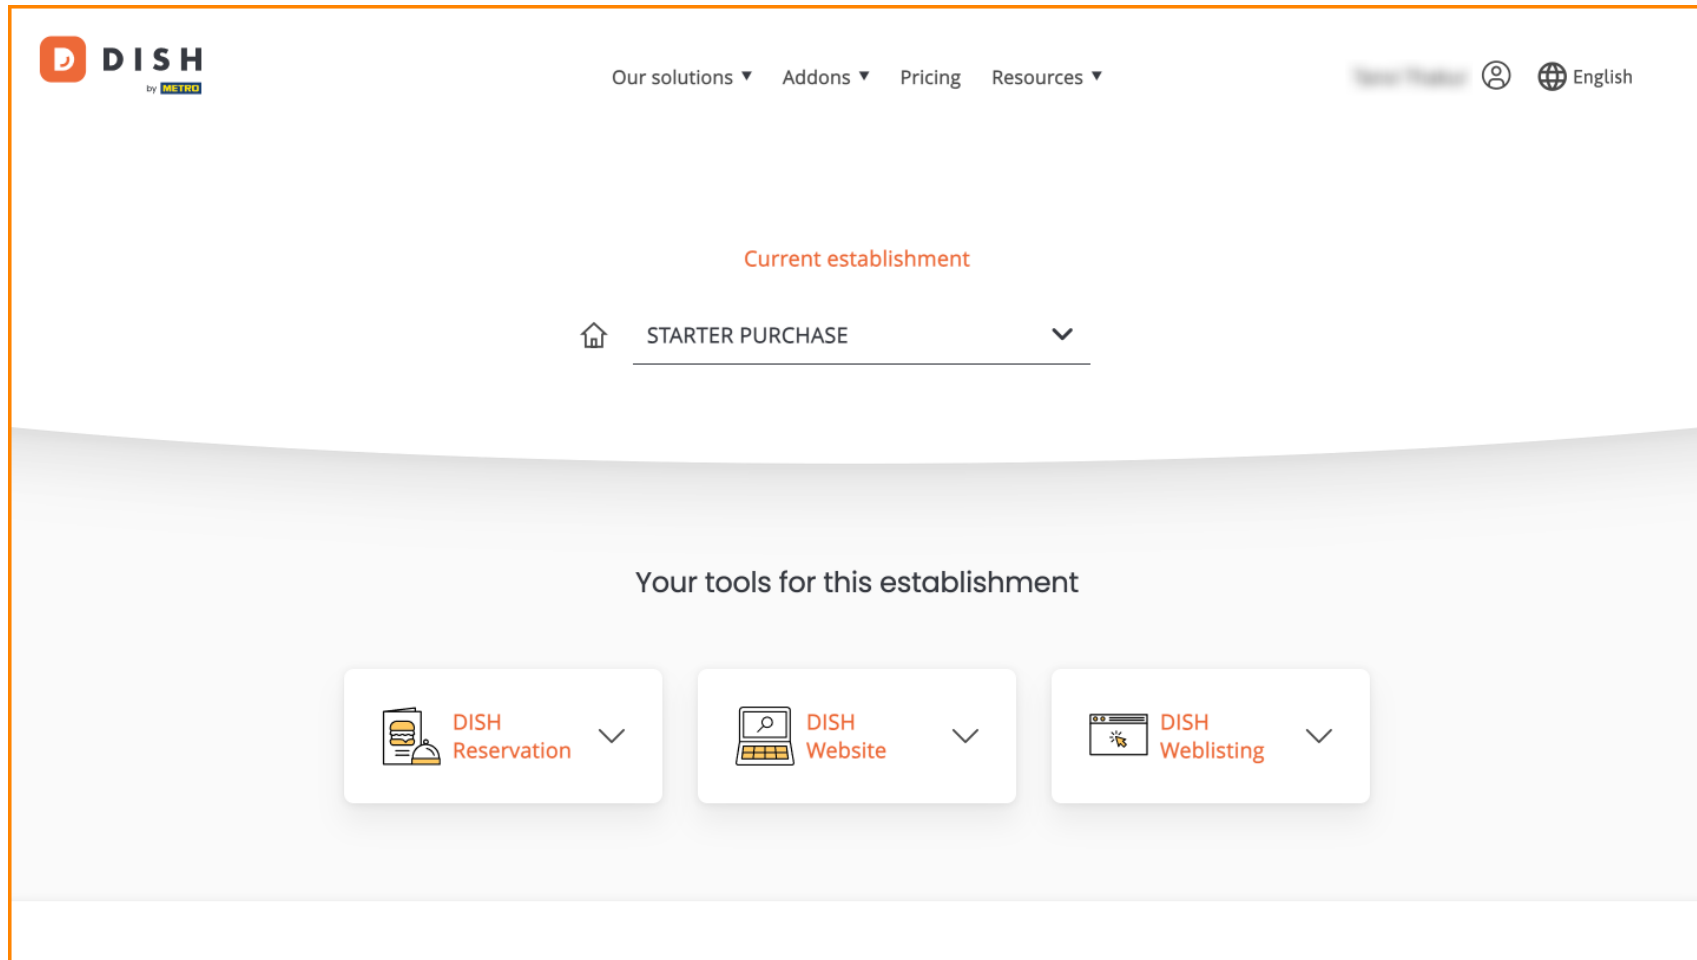 DISH
by METRO
Our solutions ▼ Addons ▼ Pricing Resources ▼ English
Current establishment
STARTER PURCHASE
Your tools for this establishment
DISH
Reservation
DISH
Website
DISH
Weblisting